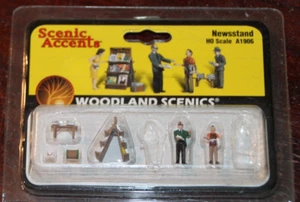 Scenic
Accents®
Newsstand
HO Scale A1906
WOODLAND SCENICS®